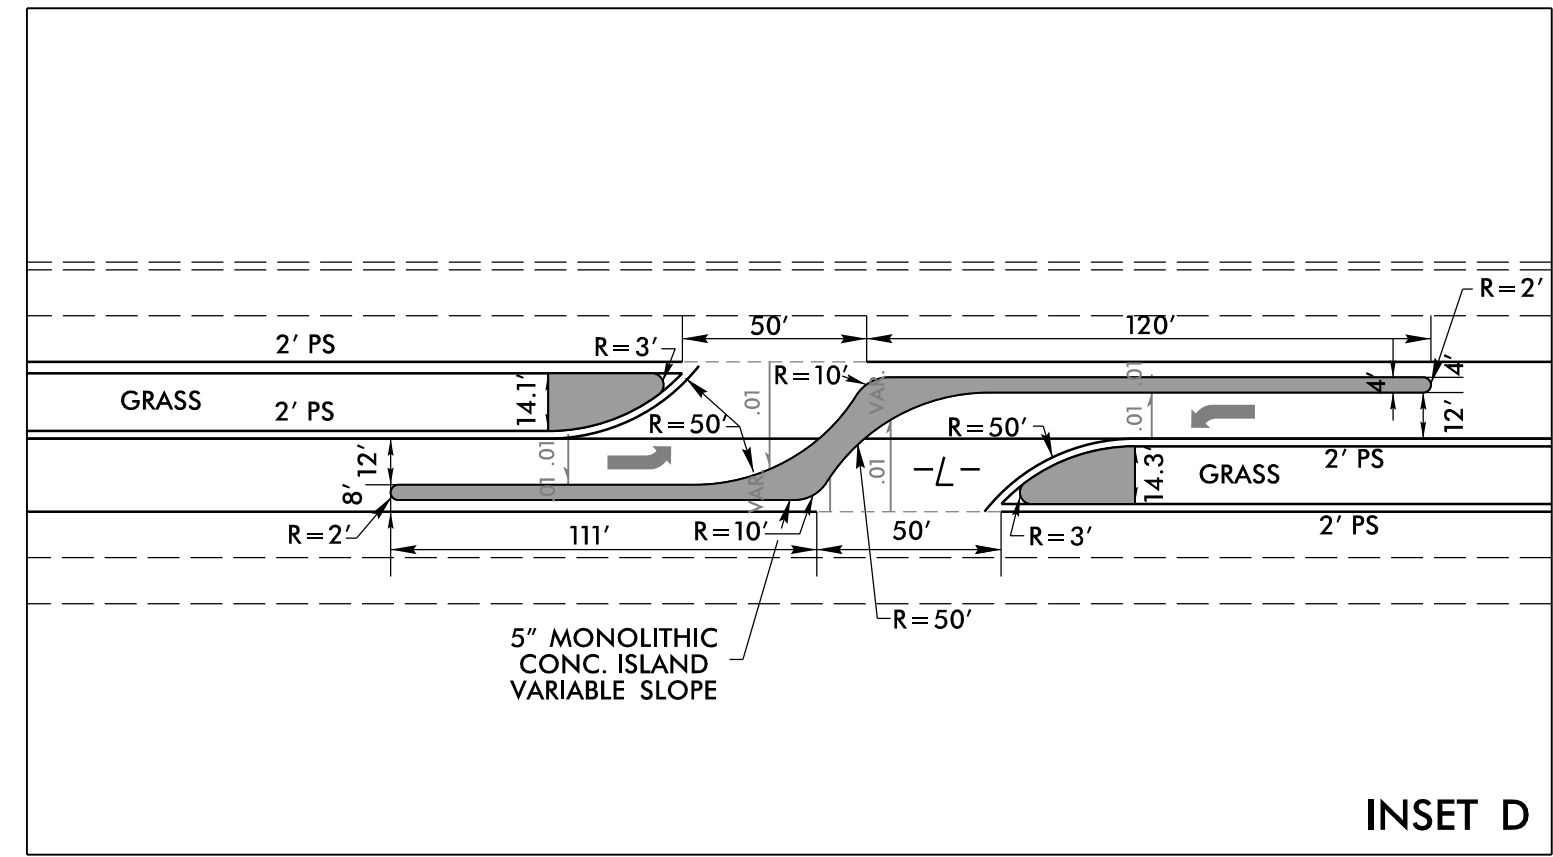 R=2'
50'
120'
2' PS
R=3'
4'
R=10'
.01
4'
GRASS
14.1'
VAR.
.01
2' PS
R=50'
.01
12'
R=50'
-L-
12'
.01
.01
2' PS
GRASS
14.3'
8'
.01
VAR.
R=2'
111'
R=10'
50'
R=3'
2' PS
R=50'
5" MONOLITHIC
CONC. ISLAND
VARIABLE SLOPE
INSET D